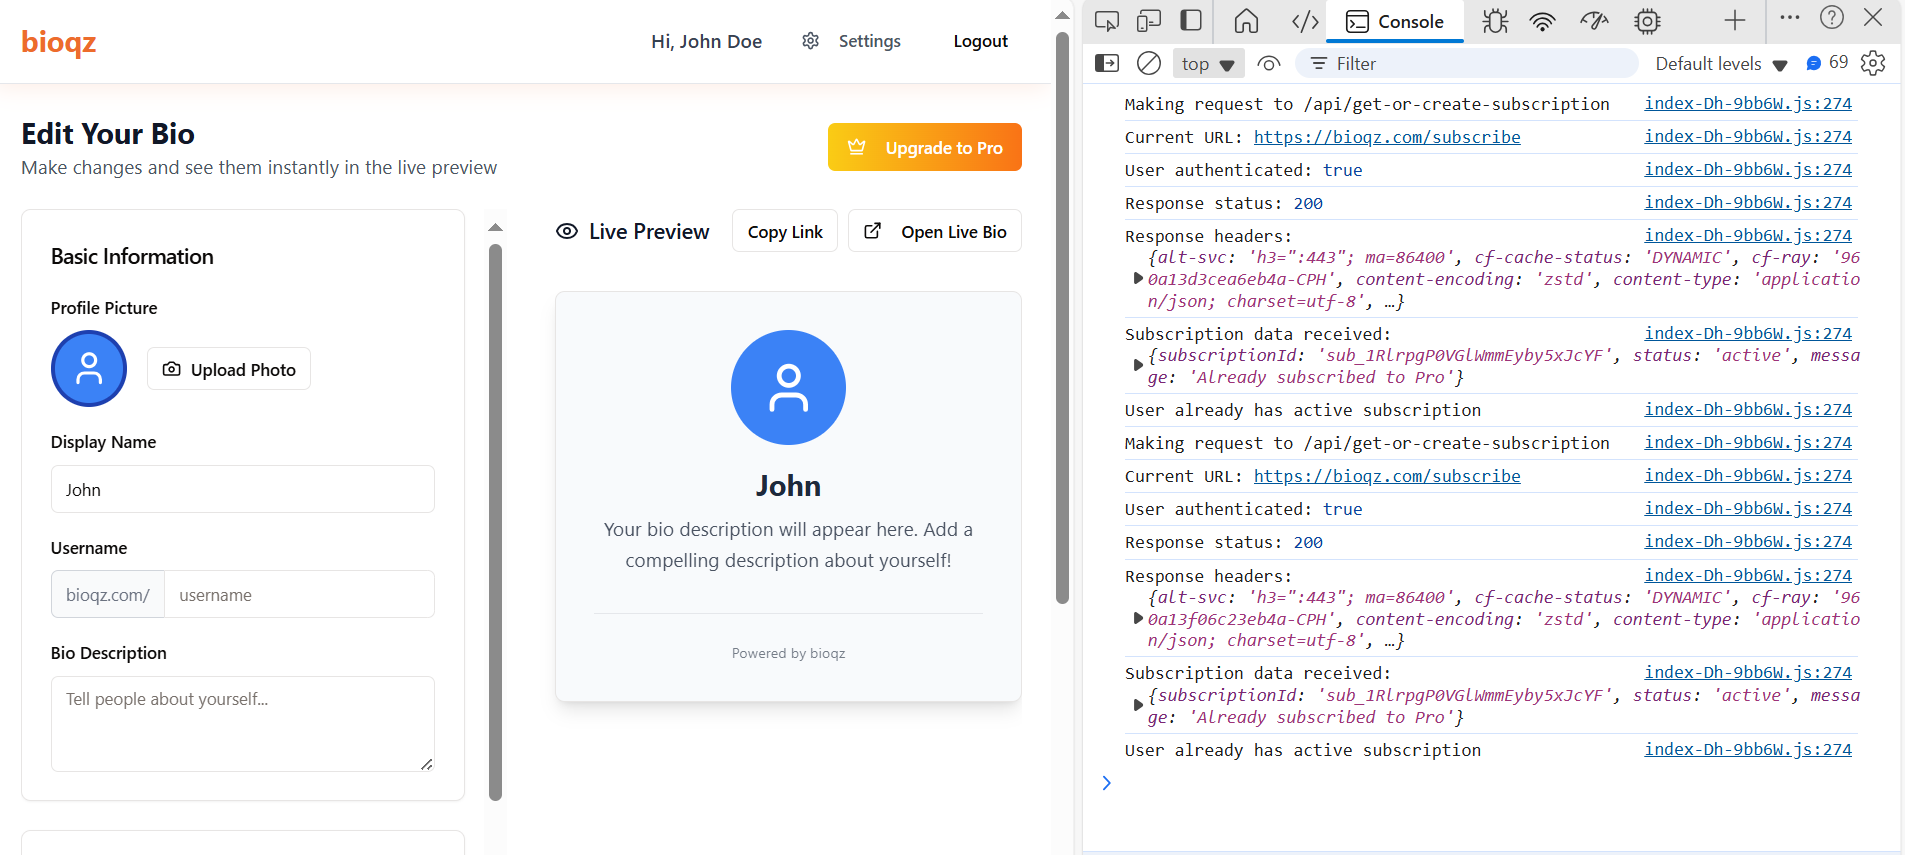 bioqz
Hi, John Doe
Settings
Logout
Edit Your Bio
Make changes and see them instantly in the live preview
Upgrade to Pro
Basic Information
Profile Picture
Upload Photo
Display Name
John
Username
bioqz.com/
username
Bio Description
Tell people about yourself...
Live Preview
Copy Link
Open Live Bio
John
Your bio description will appear here. Add a
compelling description about yourself!
Powered by bioqz
Console
top
Filter
Default levels
69
Making request to /api/get-or-create-subscription index-Dh-9bb6W.js:274
Current URL: https://bioqz.com/subscribe index-Dh-9bb6W.js:274
User authenticated: true index-Dh-9bb6W.js:274
Response status: 200 index-Dh-9bb6W.js:274
Response headers: index-Dh-9bb6W.js:274
{alt-svc: 'h3=":443"; ma=86400', cf-cache-status: 'DYNAMIC', cf-ray: '96
0a13d3cea6eb4a-CPH', content-encoding: 'zstd', content-type: 'applicatio
n/json; charset=utf-8', …}
Subscription data received: index-Dh-9bb6W.js:274
{subscriptionId: 'sub_1RlrpgP0VGlWmmEyby5xJcYF', status: 'active', messa
ge: 'Already subscribed to Pro'}
User already has active subscription index-Dh-9bb6W.js:274
Making request to /api/get-or-create-subscription index-Dh-9bb6W.js:274
Current URL: https://bioqz.com/subscribe index-Dh-9bb6W.js:274
User authenticated: true index-Dh-9bb6W.js:274
Response status: 200 index-Dh-9bb6W.js:274
Response headers: index-Dh-9bb6W.js:274
{alt-svc: 'h3=":443"; ma=86400', cf-cache-status: 'DYNAMIC', cf-ray: '96
0a13f06c23eb4a-CPH', content-encoding: 'zstd', content-type: 'applicatio
n/json; charset=utf-8', …}
Subscription data received: index-Dh-9bb6W.js:274
{subscriptionId: 'sub_1RlrpgP0VGlWmmEyby5xJcYF', status: 'active', messa
ge: 'Already subscribed to Pro'}
User already has active subscription index-Dh-9bb6W.js:274